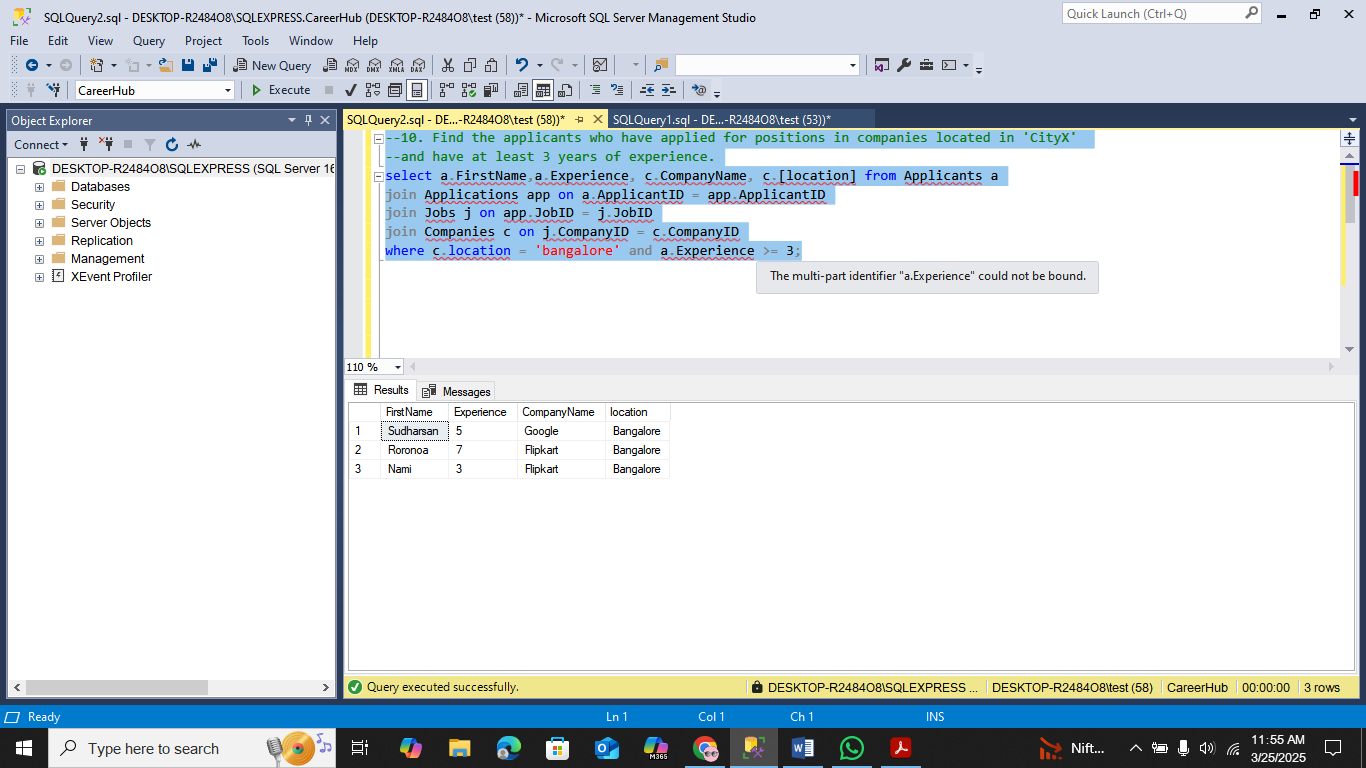 SQLQuery2.sql - DESKTOP-R2484O8\SQLEXPRESS.CareerHub (DESKTOP-R2484O8\test (58))* - Microsoft SQL Server Management Studio
Quick Launch (Ctrl+Q)
File Edit View Query Project Tools Window Help
New Query
MDX DMX XMLA DAX
CareerHub
Execute
Object Explorer
SQLQuery2.sql - DE...-R2484O8\test (58))*
SQLQuery1.sql - DE...-R2484O8\test (53))*
Connect
DESKTOP-R2484O8\SQLEXPRESS (SQL Server 16
Databases
Security
Server Objects
Replication
Management
XEvent Profiler
--10. Find the applicants who have applied for positions in companies located in 'CityX'
--and have at least 3 years of experience.
select a.FirstName,a.Experience, c.CompanyName, c.[location] from Applicants a
join Applications app on a.ApplicantID = app.ApplicantID
join Jobs j on app.JobID = j.JobID
join Companies c on j.CompanyID = c.CompanyID
where c.location = 'bangalore' and a.Experience >= 3;
The multi-part identifier "a.Experience" could not be bound.
110 %
Results Messages
FirstName Experience CompanyName location
1 Sudharsan 5 Google Bangalore
2 Roronoa 7 Flipkart Bangalore
3 Nami 3 Flipkart Bangalore
Query executed successfully.
DESKTOP-R2484O8\SQLEXPRESS ... DESKTOP-R2484O8\test (58) CareerHub 00:00:00 3 rows
Ready Ln 1 Col 1 Ch 1 INS
Type here to search
M365
Nift...
11:55 AM
3/25/2025